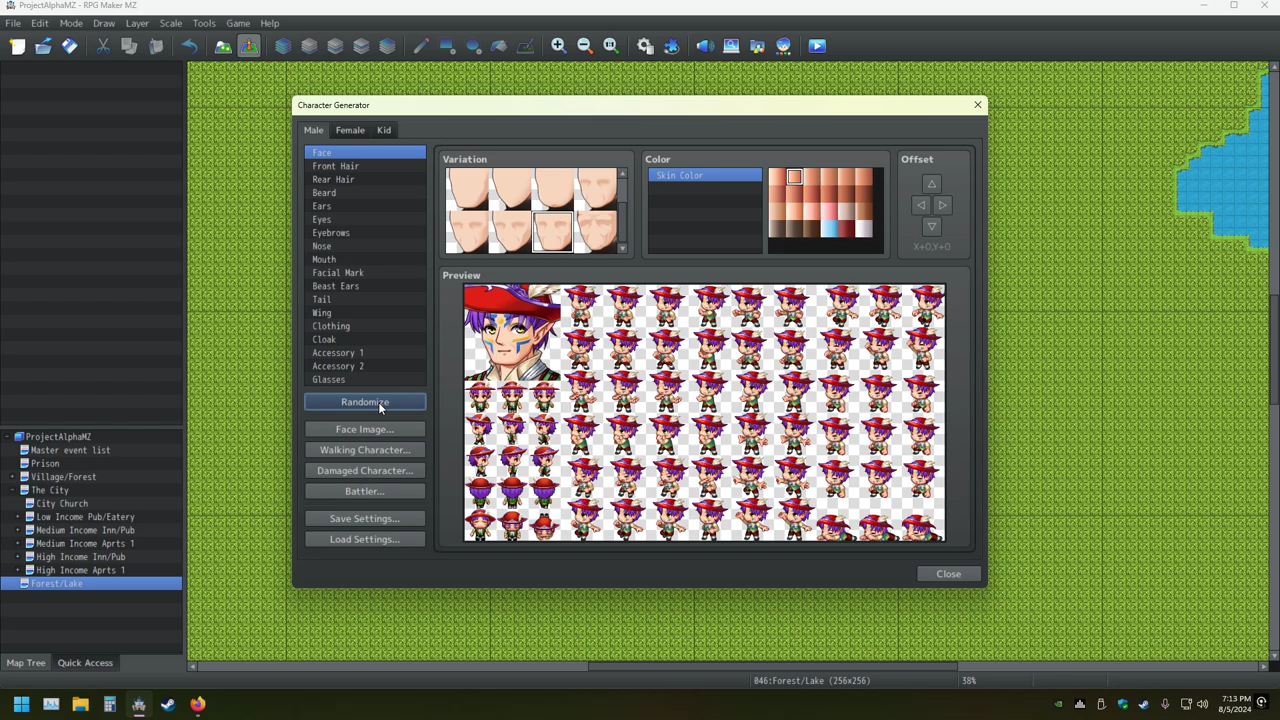 ProjectAlphaMZ - RPG Maker MZ
File Edit Mode Draw Layer Scale Tools Game Help
Character Generator
Male Female Kid
Face
Front Hair
Rear Hair
Beard
Ears
Eyes
Eyebrows
Nose
Mouth
Facial Mark
Beast Ears
Tail
Wing
Clothing
Cloak
Accessory 1
Accessory 2
Glasses
Randomize
Face Image...
Walking Character...
Damaged Character...
Battler...
Save Settings...
Load Settings...
Variation
Color
Skin Color
Offset
X+0,Y+0
Preview
Close
ProjectAlphaMZ
Master event list
Prison
Village/Forest
The City
City Church
Low Income Pub/Eatery
Medium Income Inn/Pub
Medium Income Aprts 1
High Income Inn/Pub
High Income Aprts 1
Forest/Lake
Map Tree Quick Access
046:Forest/Lake (256x256) 38%
7:13 PM
8/5/2024